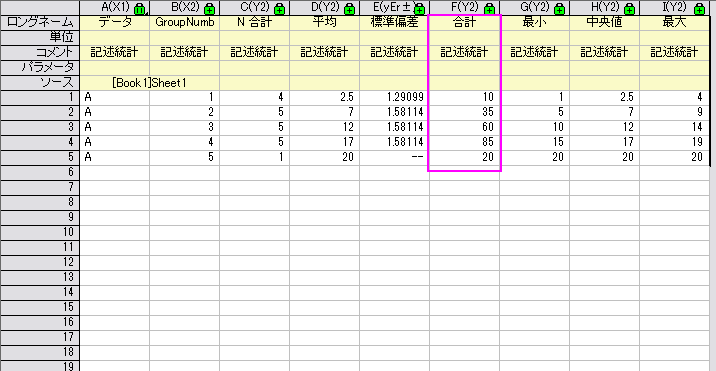 A(X1) B(X2) C(Y2) D(Y2) E(yEr±) F(Y2) G(Y2) H(Y2) I(Y2)
ロングネーム データ GroupNumb N 合計 平均 標準偏差 合計 最小 中央値 最大
単位
コメント 記述統計 記述統計 記述統計 記述統計 記述統計 記述統計 記述統計 記述統計 記述統計
パラメータ
ソース [Book1]Sheet1
1 A 1 4 2.5 1.29099 10 1 2.5 4
2 A 2 5 7 1.58114 35 5 7 9
3 A 3 5 12 1.58114 60 10 12 14
4 A 4 5 17 1.58114 85 15 17 19
5 A 5 1 20 -- 20 20 20 20
6
7
8
9
10
11
12
13
14
15
16
17
18
19